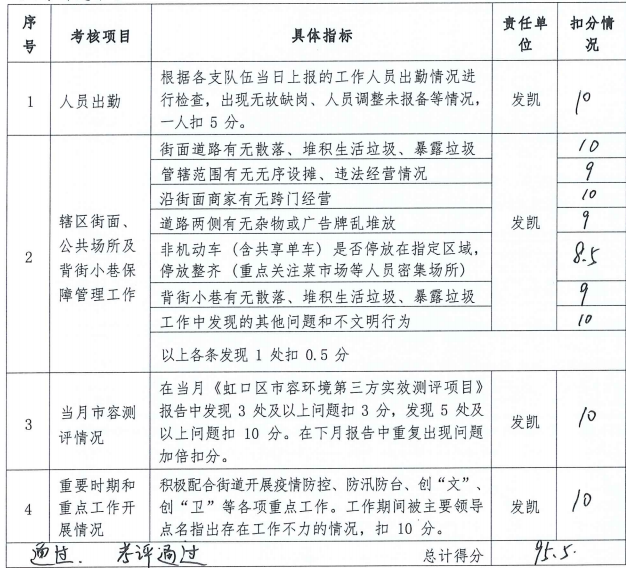 序号 考核项目 具体指标 责任单位 扣分情况
1 人员出勤
根据各支队伍当日上报的工作人员出勤情况进
行检查，出现无故缺岗、人员调整未报备等情况，
一人扣 5 分。
发凯 10
2
辖区街面、
公共场所及
背街小巷保
障管理工作
街面道路有无散落、堆积生活垃圾、暴露垃圾 10
管辖范围有无无序设摊、违法经营情况 9
沿街面商家有无跨门经营 10
道路两侧有无杂物或广告牌乱堆放 9
发凯
非机动车（含共享单车）是否停放在指定区域，
停放整齐（重点关注菜市场等人员密集场所） 8.5
背街小巷有无散落、堆积生活垃圾、暴露垃圾 9
工作中发现的其他问题和不文明行为 10
以上各条发现 1 处扣 0.5 分
3
当月市容测
评情况
在当月《虹口区市容环境第三方实效测评项目》
报告中发现 3 处及以上问题扣 3 分，发现 5 处及
以上问题扣 10 分。在下月报告中重复出现问题
加倍扣分。
发凯 10
4
重要时期和
重点工作开
展情况
积极配合街道开展疫情防控、防汛防台、创“文”、
创“卫”等各项重点工作。工作期间被主要领导
点名指出存在工作不力的情况，扣 10 分。
发凯 10
通过. 考评通过 总计得分 95.5.